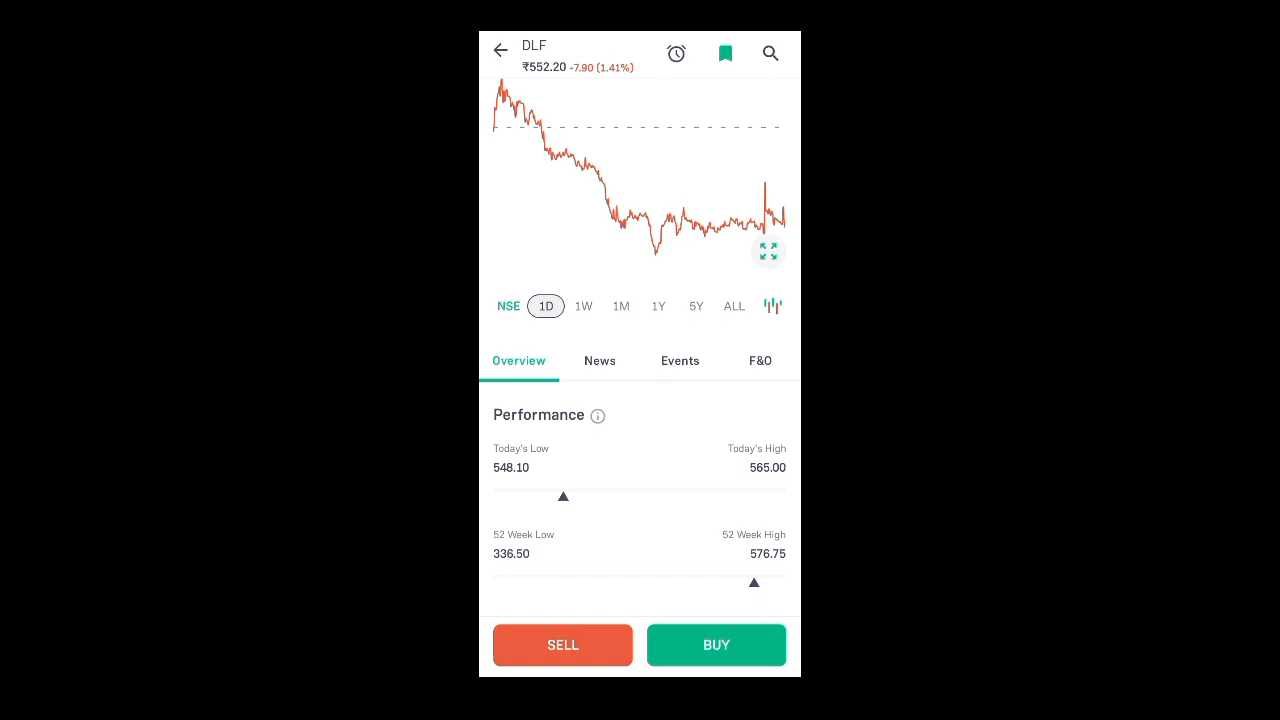 DLF
₹552.20 -7.90 (1.41%)
NSE 1D 1W 1M 1Y 5Y ALL
Overview News Events F&O
Performance
Today's Low Today's High
548.10 565.00
52 Week Low 52 Week High
336.50 576.75
SELL BUY